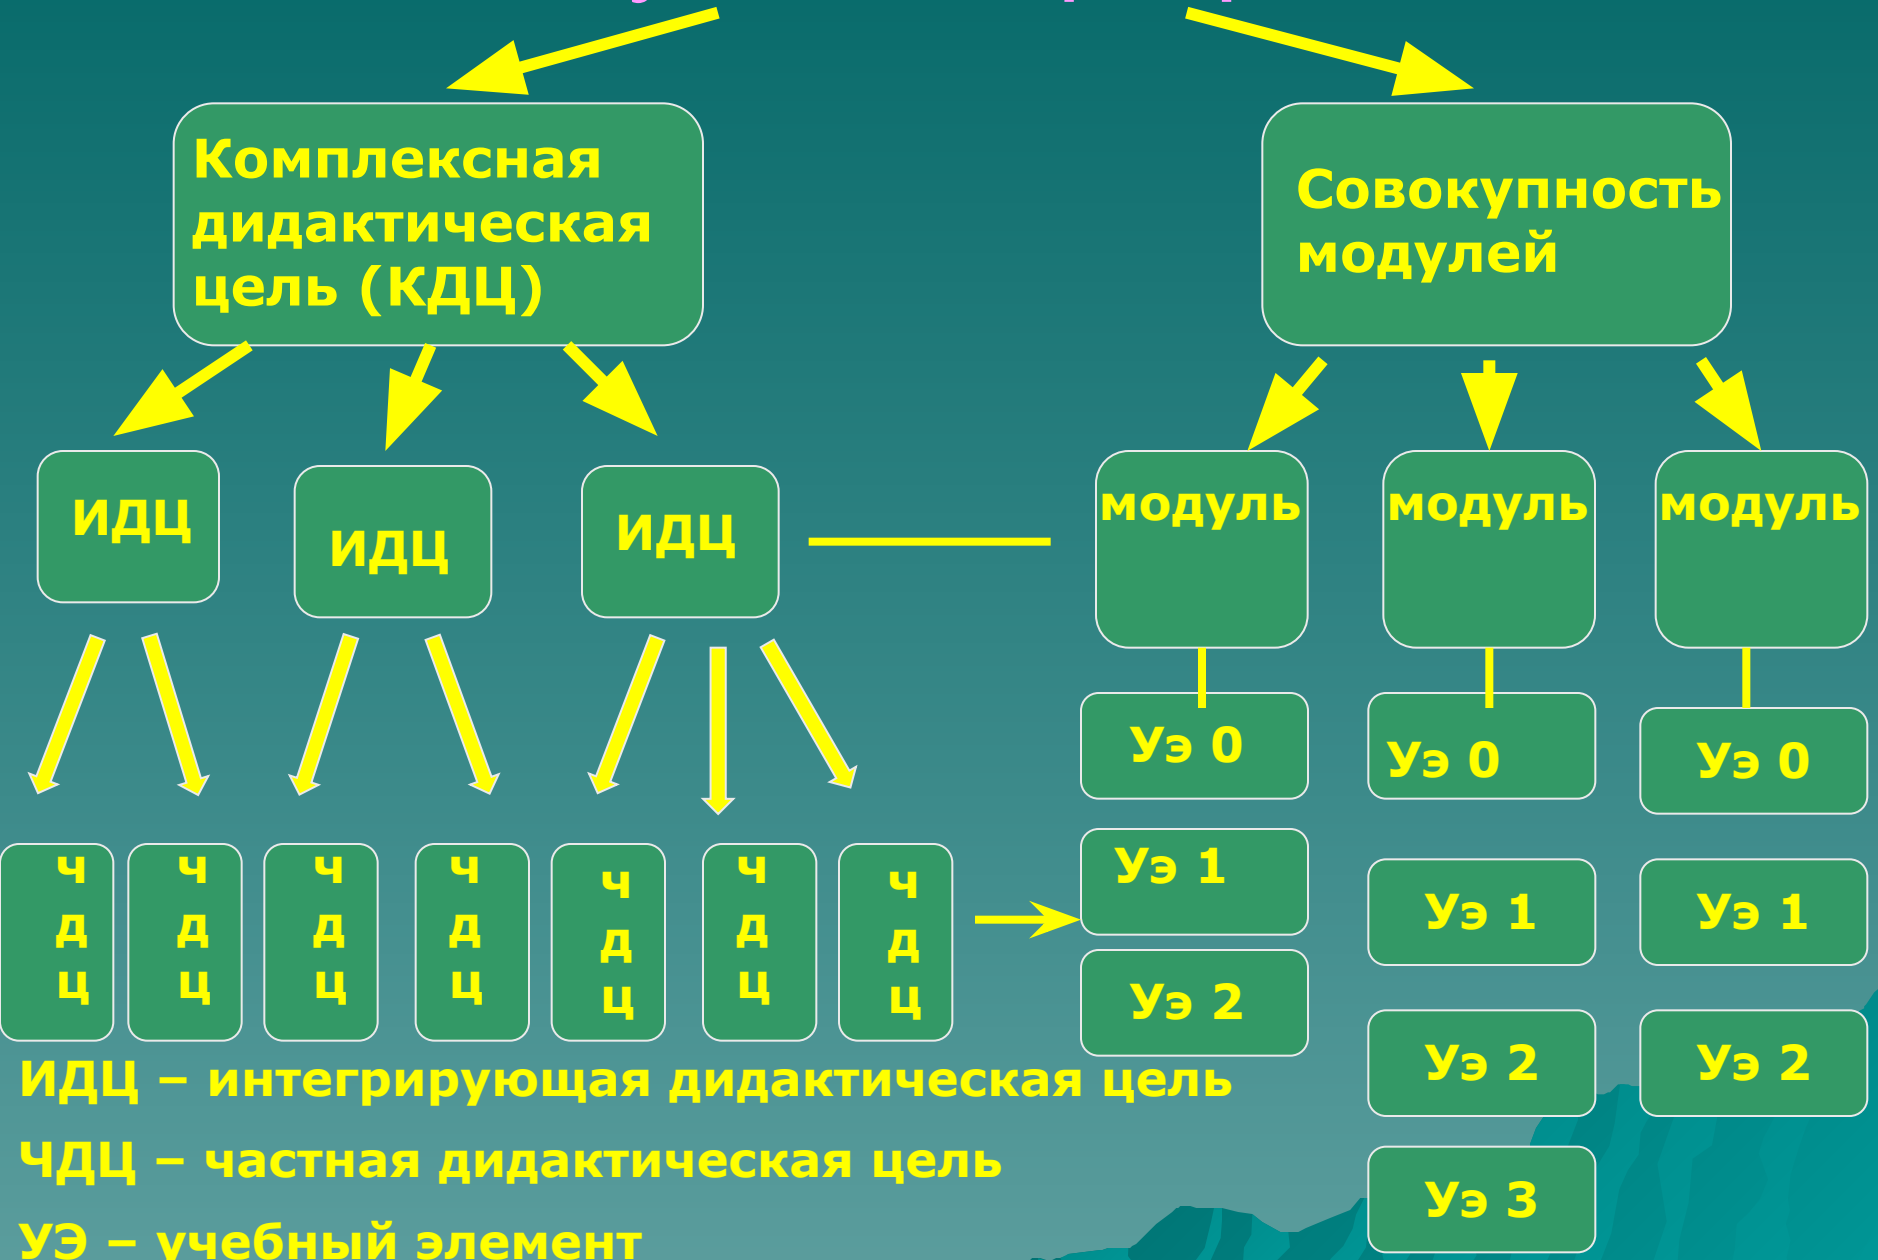 Комплексная
дидактическая
цель (КДЦ)
Совокупность
модулей
ИДЦ
ИДЦ
ИДЦ
модуль
модуль
модуль
Уэ 0
Уэ 0
Уэ 0
ч
д
ц
ч
д
ц
ч
д
ц
ч
д
ц
ч
д
ц
ч
д
ц
ч
д
ц
Уэ 1
Уэ 1
Уэ 1
Уэ 2
Уэ 2
Уэ 2
Уэ 3
ИДЦ – интегрирующая дидактическая цель
ЧДЦ – частная дидактическая цель
УЭ – учебный элемент